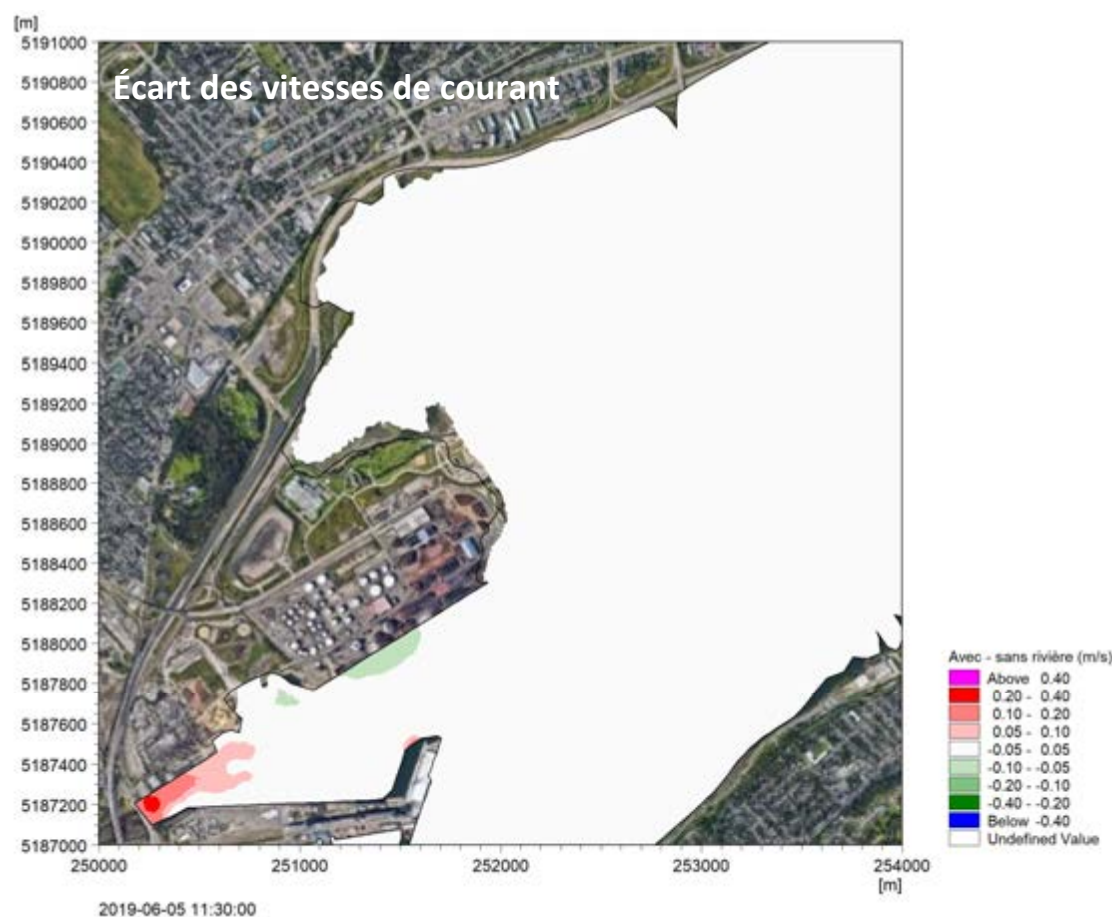 [m]
5191000
Écart des vitesses de courant
5190800
5190600
5190400
5190200
5190000
5189800
5189600
5189400
5189200
5189000
5188800
5188600
5188400
5188200
5188000
5187800
5187600
5187400
5187200
5187000
250000 251000 252000 253000 254000
[m]
2019-06-05 11:30:00
Avec - sans rivière (m/s)
Above 0.40
0.20 - 0.40
0.10 - 0.20
0.05 - 0.10
-0.05 - 0.05
-0.10 - -0.05
-0.20 - -0.10
-0.40 - -0.20
Below -0.40
Undefined Value